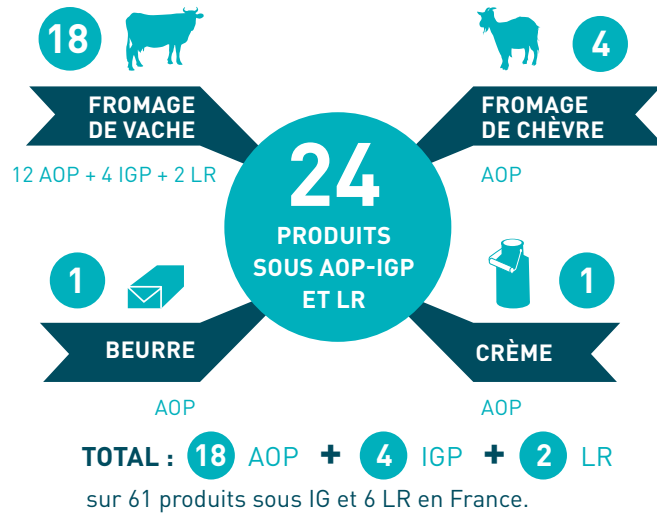 18
FROMAGE
DE VACHE
12 AOP + 4 IGP + 2 LR
4
FROMAGE
DE CHÈVRE
AOP
24
PRODUITS
SOUS AOP-IGP
ET LR
1
BEURRE
AOP
1
CRÈME
AOP
TOTAL : 18 AOP + 4 IGP + 2 LR
sur 61 produits sous IG et 6 LR en France.